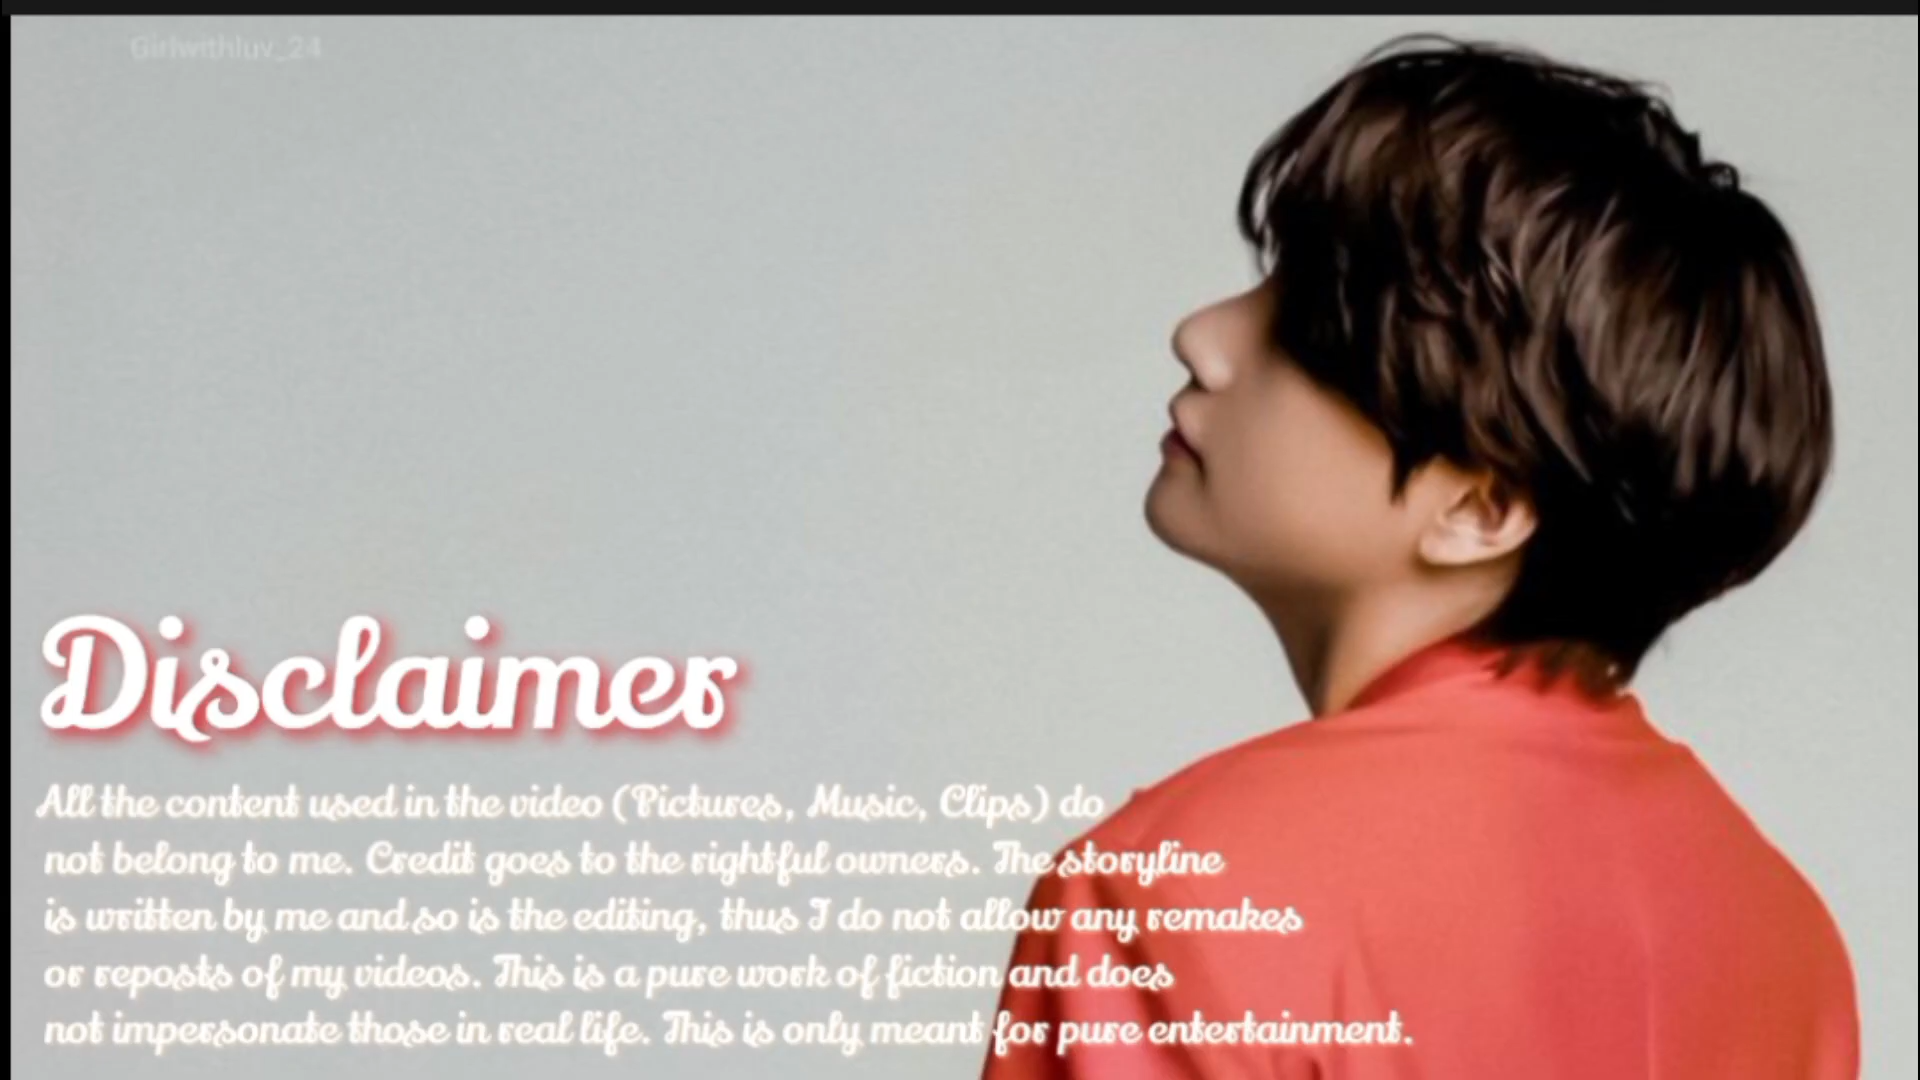 Girlwithluv_24
Disclaimer
All the content used in the video (Pictures, Music, Clips) do
not belong to me. Credit goes to the rightful owners. The storyline
is written by me and so is the editing, thus I do not allow any remakes
or reposts of my videos. This is a pure work of fiction and does
not impersonate those in real life. This is only meant for pure entertainment.